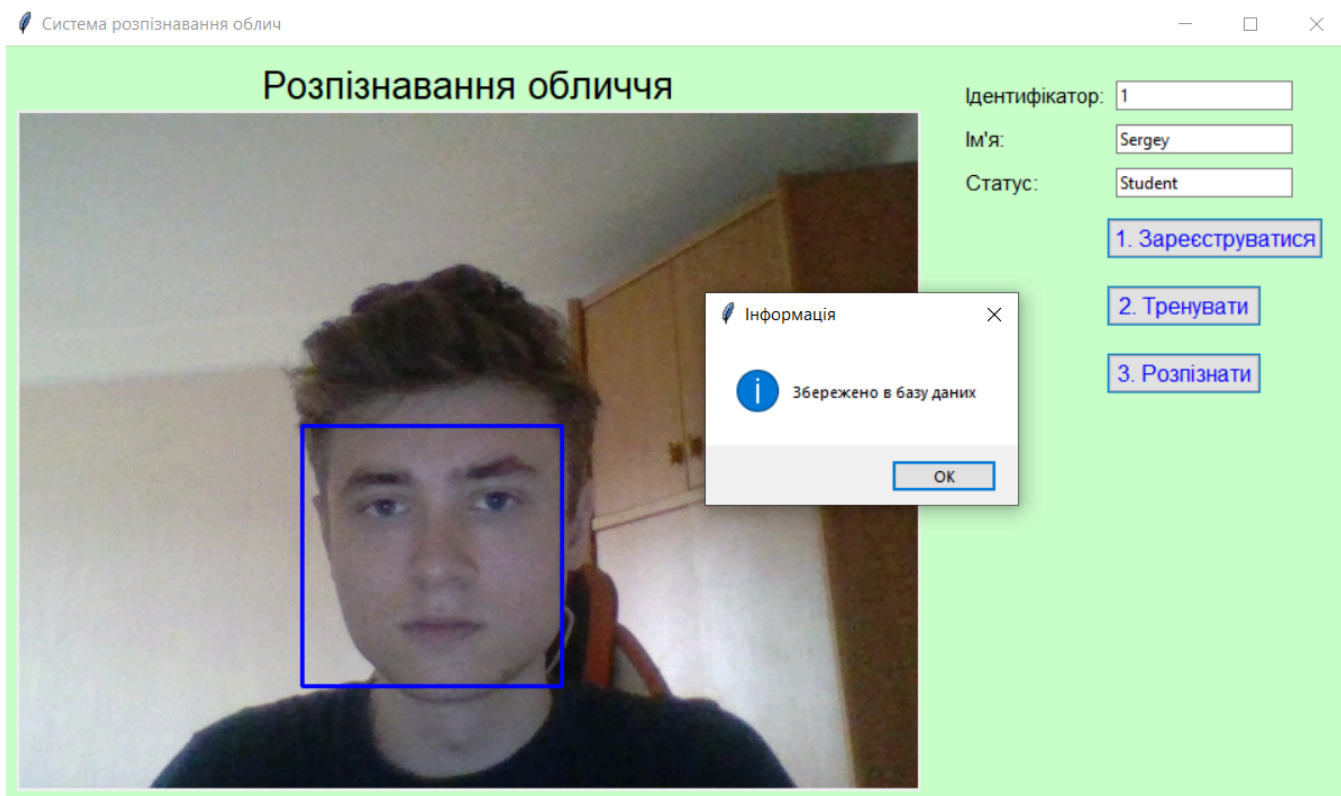 Система розпізнавання облич
Розпізнавання обличчя
Ідентифікатор: 1
Ім'я: Sergey
Статус: Student
1. Зареєструватися
2. Тренувати
3. Розпізнати
Інформація
Збережено в базу даних
OK